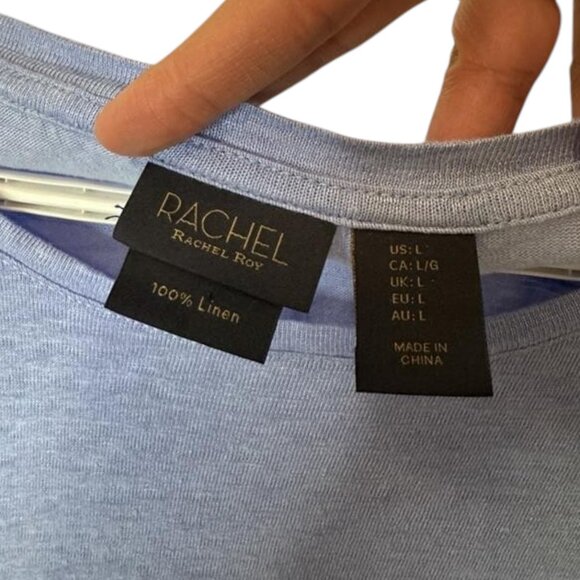 RACHEL
RACHEL ROY
100% Linen
US: L
CA: L/G
UK: L
EU: L
AU: L
MADE IN
CHINA